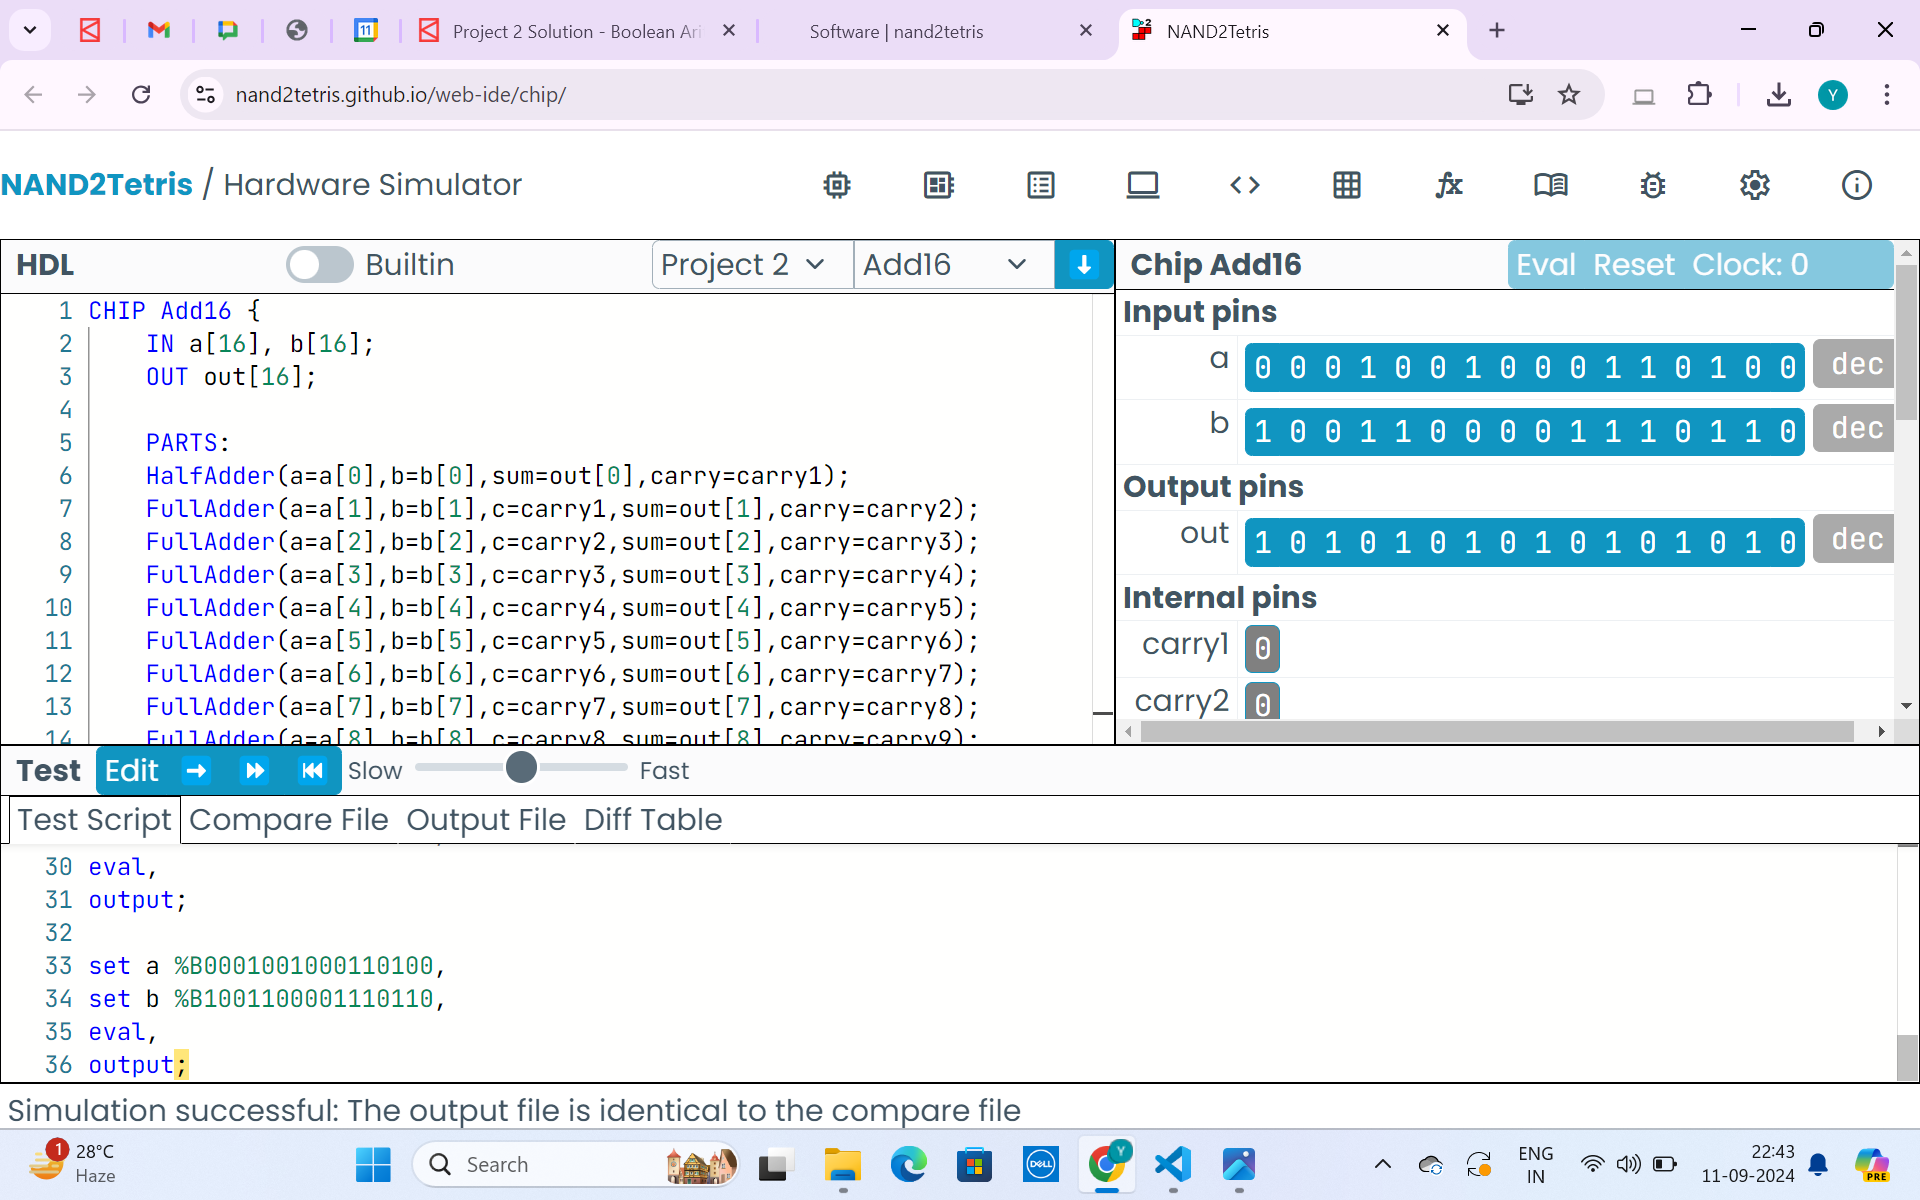 Project 2 Solution - Boolean Ari
Software | nand2tetris
NAND2Tetris
nand2tetris.github.io/web-ide/chip/
Y
NAND2Tetris / Hardware Simulator
HDL
Builtin
Project 2
Add16
1 CHIP Add16 {
2 IN a[16], b[16];
3 OUT out[16];
4
5 PARTS:
6 HalfAdder(a=a[0],b=b[0],sum=out[0],carry=carry1);
7 FullAdder(a=a[1],b=b[1],c=carry1,sum=out[1],carry=carry2);
8 FullAdder(a=a[2],b=b[2],c=carry2,sum=out[2],carry=carry3);
9 FullAdder(a=a[3],b=b[3],c=carry3,sum=out[3],carry=carry4);
10 FullAdder(a=a[4],b=b[4],c=carry4,sum=out[4],carry=carry5);
11 FullAdder(a=a[5],b=b[5],c=carry5,sum=out[5],carry=carry6);
12 FullAdder(a=a[6],b=b[6],c=carry6,sum=out[6],carry=carry7);
13 FullAdder(a=a[7],b=b[7],c=carry7,sum=out[7],carry=carry8);
14 FullAdder(a=a[8],b=b[8],c=carry8,sum=out[8],carry=carry9);
Chip Add16
Eval Reset Clock: 0
Input pins
a 0 0 0 1 0 0 1 0 0 0 1 1 0 1 0 0 dec
b 1 0 0 1 1 0 0 0 0 1 1 1 0 1 1 0 dec
Output pins
out 1 0 1 0 1 0 1 0 1 0 1 0 1 0 1 0 dec
Internal pins
carry1 0
carry2 0
Test Edit Slow Fast
Test Script Compare File Output File Diff Table
30 eval,
31 output;
32
33 set a %B0001001000110100,
34 set b %B1001100001110110,
35 eval,
36 output;
Simulation successful: The output file is identical to the compare file
1
28°C
Haze
Search
DELL
Y
ENG
IN
22:43
11-09-2024
PRE